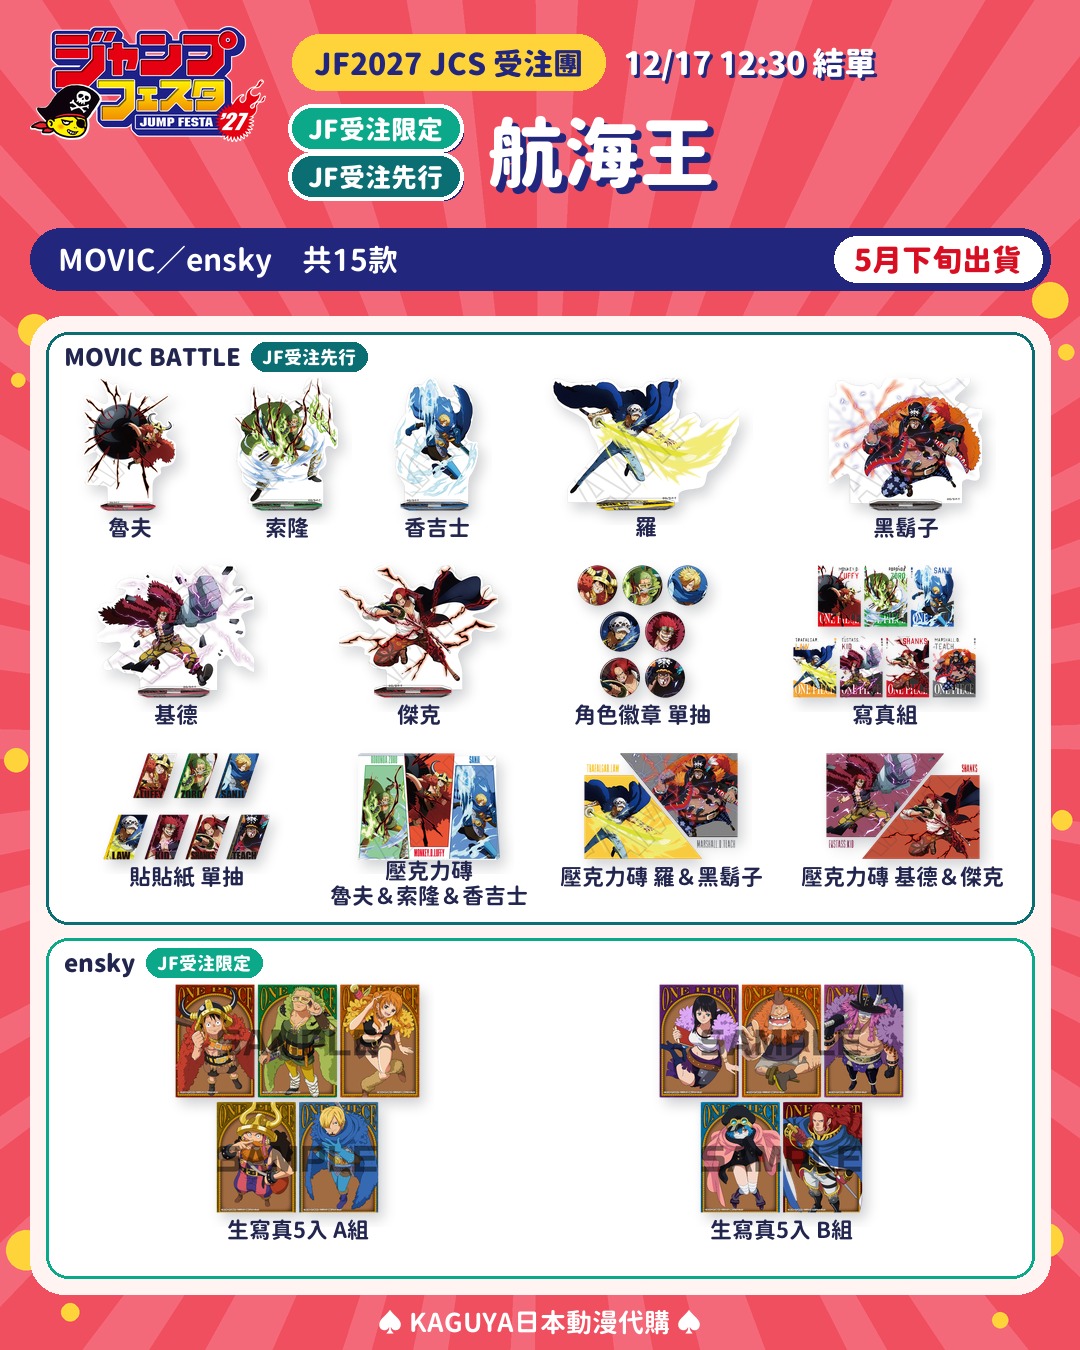 ジャンプ
フェスタ
JUMP FESTA '27
JF2027 JCS 受注團
12/17 12:30 結單
JF受注限定
JF受注先行
航海王
MOVIC／ensky 共15款
5月下旬出貨
MOVIC BATTLE
JF受注先行
魯夫
索隆
香吉士
羅
黑鬍子
基德
傑克
角色徽章 單抽
寫真組
貼貼紙 單抽
壓克力磚
魯夫＆索隆＆香吉士
壓克力磚 羅＆黑鬍子
壓克力磚 基德＆傑克
ensky
JF受注限定
SAMPLE
SAMPLE
SAMPLE
SAMPLE
生寫真5入 A組
生寫真5入 B組
♠ KAGUYA日本動漫代購 ♠